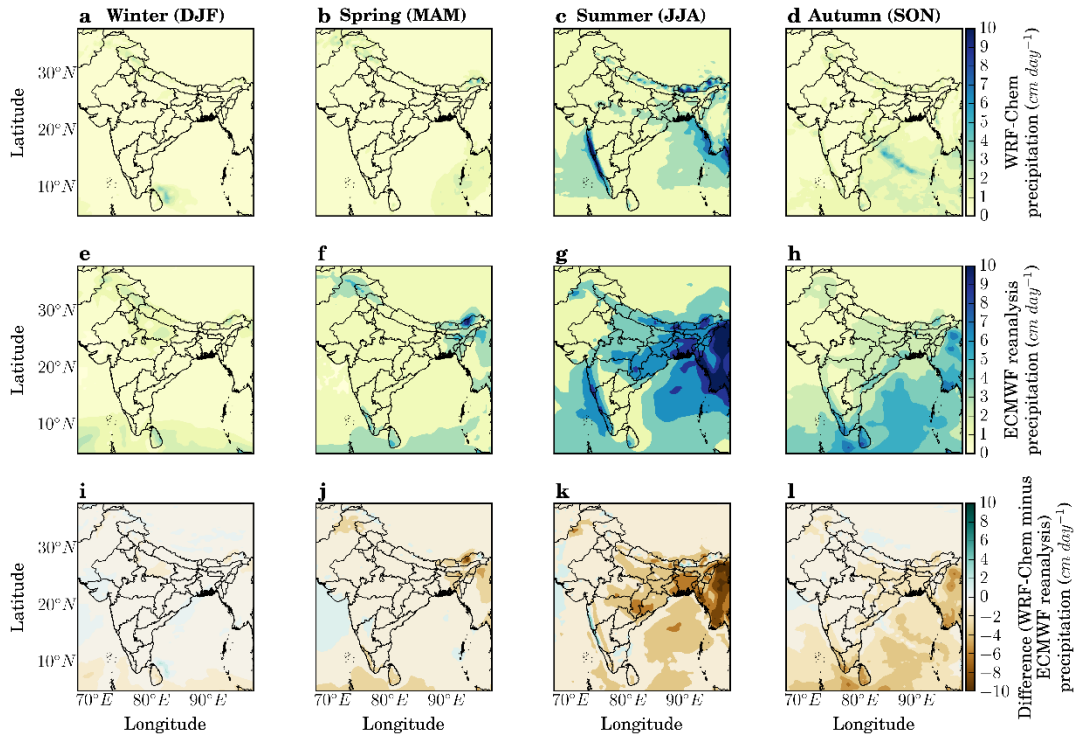 a Winter (DJF)
b Spring (MAM)
c Summer (JJA)
d Autumn (SON)
Latitude
30°N
20°N
10°N
10
9
8
7
6
5
4
3
2
1
0
WRF-Chem
precipitation (cm day⁻¹)
e
f
g
h
Latitude
30°N
20°N
10°N
10
9
8
7
6
5
4
3
2
1
0
ECMWF reanalysis
precipitation (cm day⁻¹)
i
j
k
l
Latitude
30°N
20°N
10°N
10
8
6
4
2
0
−2
−4
−6
−8
−10
Difference (WRF-Chem minus
ECMWF reanalysis)
precipitation (cm day⁻¹)
70°E 80°E 90°E
70°E 80°E 90°E
70°E 80°E 90°E
70°E 80°E 90°E
Longitude
Longitude
Longitude
Longitude